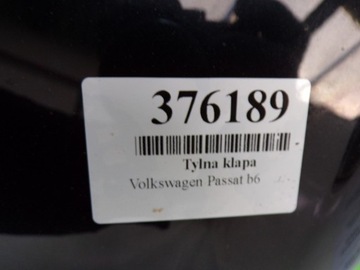 376189
Tylna klapa
Volkswagen Passat b6